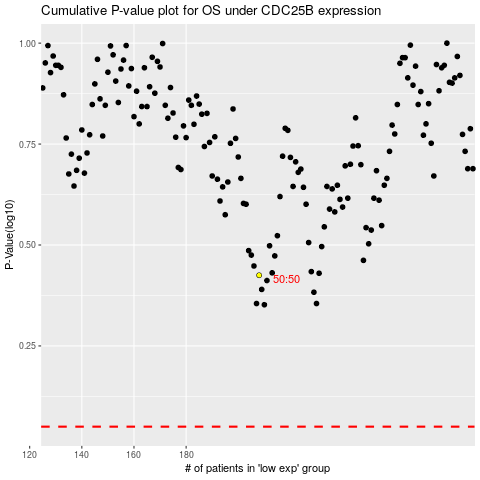 Cumulative P-value plot for OS under CDC25B expression
1.00
0.75
0.50
0.25
P-Value(log10)
50:50
120 140 160 180
# of patients in 'low exp' group